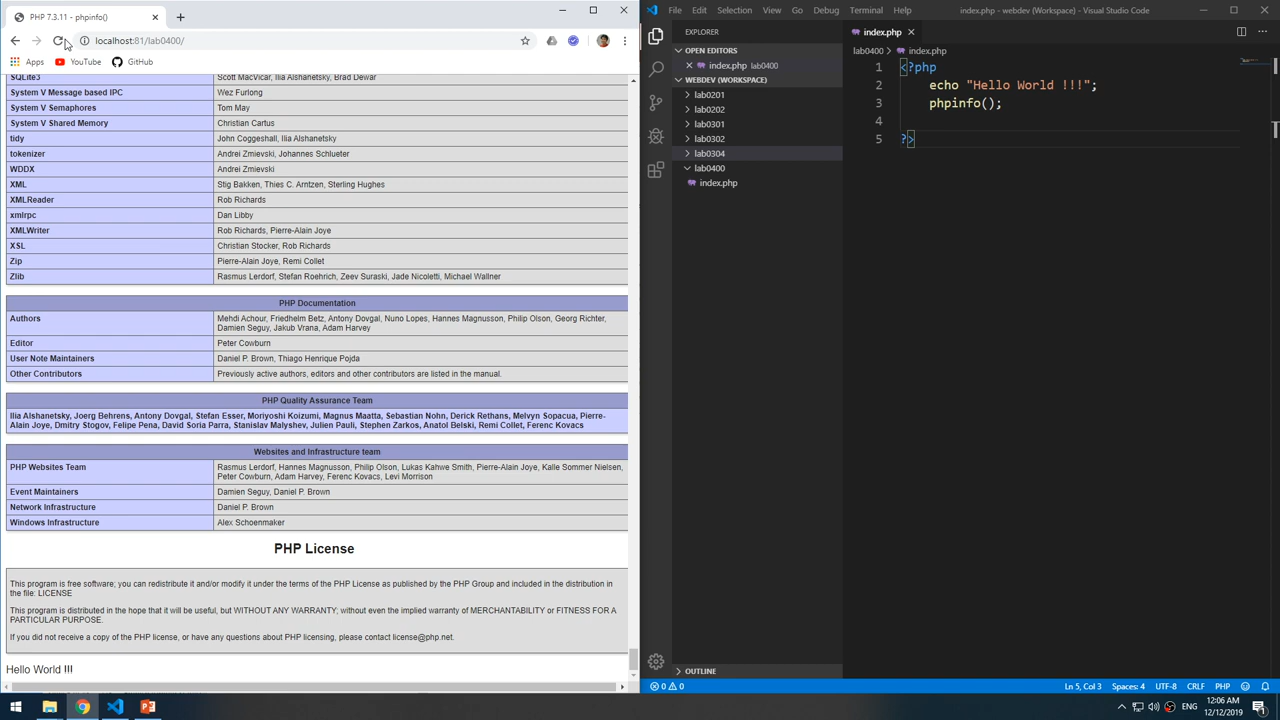 PHP 7.3.11 - phpinfo()
localhost:81/lab0400/
Apps YouTube GitHub
SQLite3 Scott MacVicar, Ilia Alshanetsky, Brad Dewar
System V Message based IPC Wez Furlong
System V Semaphores Tom May
System V Shared Memory Christian Cartus
tidy John Coggeshall, Ilia Alshanetsky
tokenizer Andrei Zmievski, Johannes Schlueter
WDDX Andrei Zmievski
XML Stig Bakken, Thies C. Arntzen, Sterling Hughes
XMLReader Rob Richards
xmlrpc Dan Libby
XMLWriter Rob Richards, Pierre-Alain Joye
XSL Christian Stocker, Rob Richards
Zip Pierre-Alain Joye, Remi Collet
Zlib Rasmus Lerdorf, Stefan Roehrich, Zeev Suraski, Jade Nicoletti, Michael Wallner
PHP Documentation
Authors Mehdi Achour, Friedhelm Betz, Antony Dovgal, Nuno Lopes, Hannes Magnusson, Philip Olson, Georg Richter,
Damien Seguy, Jakub Vrana, Adam Harvey
Editor Peter Cowburn
User Note Maintainers Daniel P. Brown, Thiago Henrique Pojda
Other Contributors Previously active authors, editors and other contributors are listed in the manual.
PHP Quality Assurance Team
Ilia Alshanetsky, Joerg Behrens, Antony Dovgal, Stefan Esser, Moriyoshi Koizumi, Magnus Maatta, Sebastian Nohn, Derick Rethans, Melvyn Sopacua, Pierre-
Alain Joye, Dmitry Stogov, Felipe Pena, David Soria Parra, Stanislav Malyshev, Julien Pauli, Stephen Zarkos, Anatol Belski, Remi Collet, Ferenc Kovacs
Websites and Infrastructure team
PHP Websites Team Rasmus Lerdorf, Hannes Magnusson, Philip Olson, Lukas Kahwe Smith, Pierre-Alain Joye, Kalle Sommer Nielsen,
Peter Cowburn, Adam Harvey, Ferenc Kovacs, Levi Morrison
Event Maintainers Damien Seguy, Daniel P. Brown
Network Infrastructure Daniel P. Brown
Windows Infrastructure Alex Schoenmaker
PHP License
This program is free software; you can redistribute it and/or modify it under the terms of the PHP License as published by the PHP Group and included in the distribution in
the file: LICENSE
This program is distributed in the hope that it will be useful, but WITHOUT ANY WARRANTY; without even the implied warranty of MERCHANTABILITY or FITNESS FOR A
PARTICULAR PURPOSE.
If you did not receive a copy of the PHP license, or have any questions about PHP licensing, please contact license@php.net.
Hello World !!!
File Edit Selection View Go Debug Terminal Help index.php - webdev (Workspace) - Visual Studio Code
EXPLORER
OPEN EDITORS
index.php lab0400
WEBDEV (WORKSPACE)
lab0201
lab0202
lab0301
lab0302
lab0304
lab0400
index.php
OUTLINE
index.php
lab0400 > index.php
1 <?php
2 echo "Hello World !!!";
3 phpinfo();
4
5 ?>
0 0 Ln 5, Col 3 Spaces: 4 UTF-8 CRLF PHP
ENG 12:06 AM
12/12/2019 1